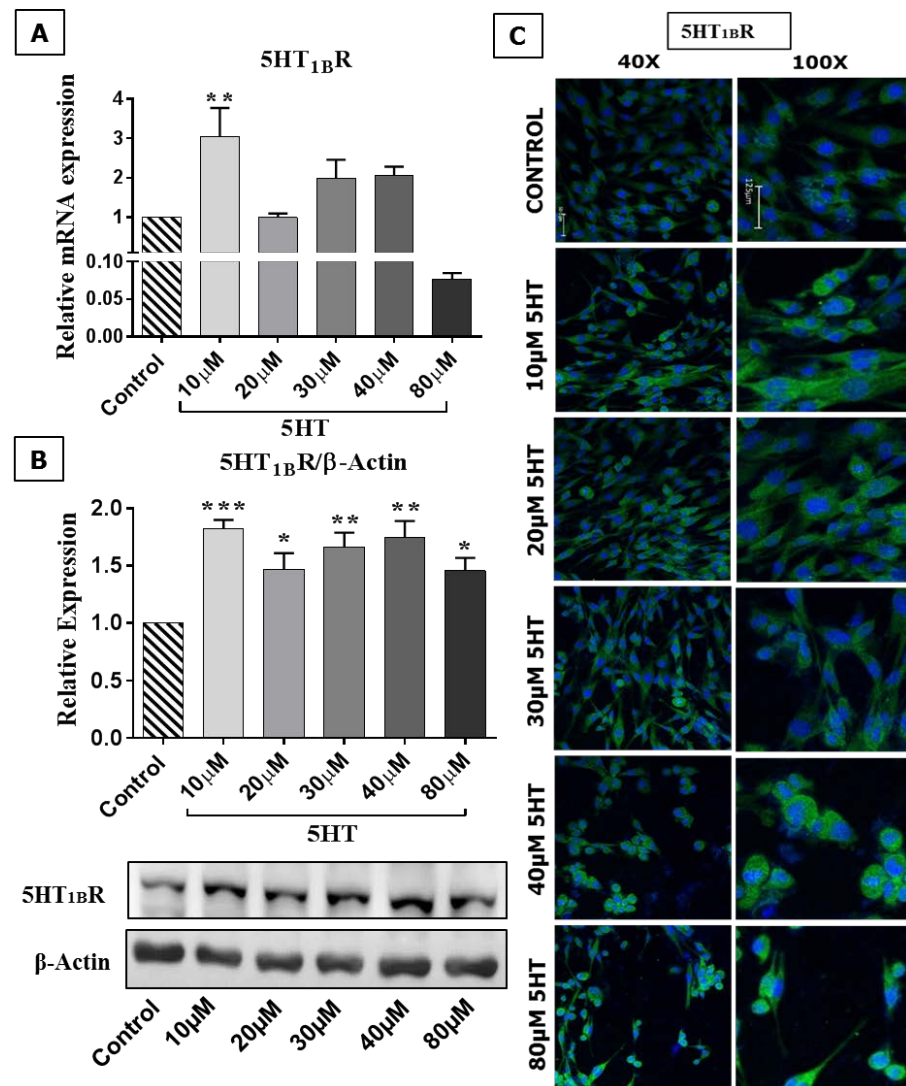 A
5HT1BR
Relative mRNA expression
4
3
2
1
0.10
0.05
0.00
**
Control
10μM
20μM
30μM
40μM
80μM
5HT
B
5HT1BR/β-Actin
Relative Expression
2.0
1.5
1.0
0.5
0.0
***
*
**
**
*
Control
10μM
20μM
30μM
40μM
80μM
5HT
5HT1BR
β-Actin
Control
10μM
20μM
30μM
40μM
80μM
C
5HT1BR
40X 100X
CONTROL
125μm
10μM 5HT
20μM 5HT
30μM 5HT
40μM 5HT
80μM 5HT